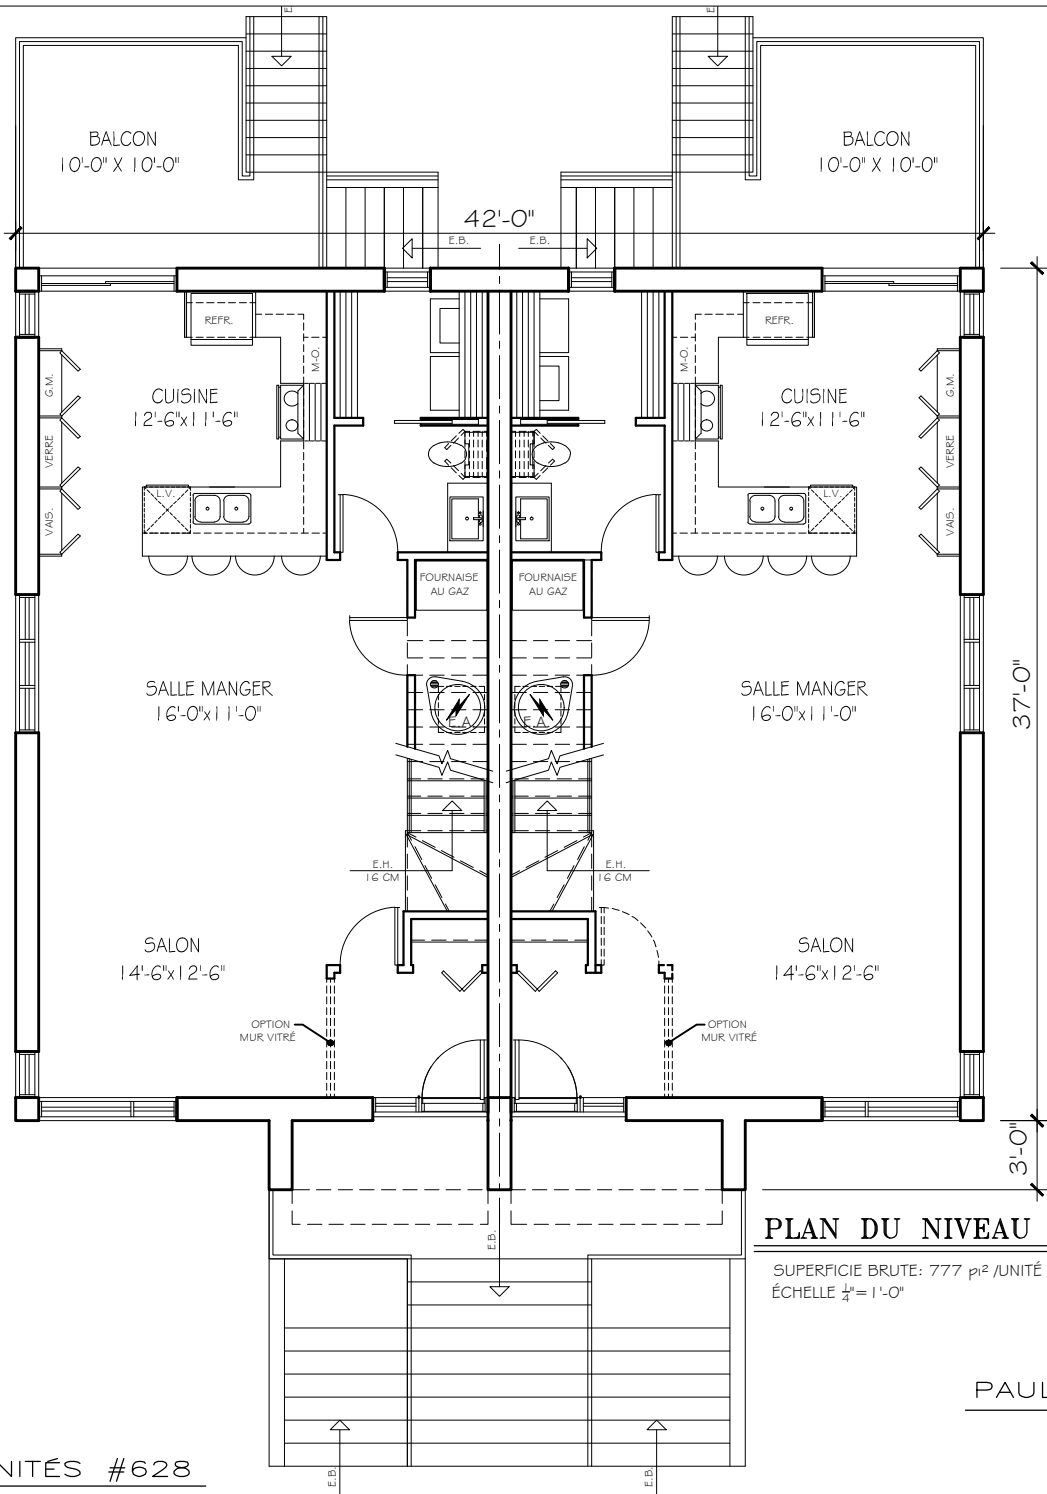 E.
E.
BALCON
10'-0" X 10'-0"
BALCON
10'-0" X 10'-0"
42'-0"
E.B.
E.B.
REFR.
M-O.
M-O.
REFR.
G.M.
CUISINE
12'-6"x11'-6"
CUISINE
12'-6"x11'-6"
G.M.
VERRE
VERRE
VAIS.
L.V.
L.V.
VAIS.
FOURNAISE
AU GAZ
FOURNAISE
AU GAZ
SALLE MANGER
16'-0"x11'-0"
SALLE MANGER
16'-0"x11'-0"
37'-0"
E.A.
E.A.
E.H.
16 CM
E.H.
16 CM
SALON
14'-6"x12'-6"
SALON
14'-6"x12'-6"
OPTION
MUR VITRÉ
OPTION
MUR VITRÉ
3'-0"
E.B.
PLAN DU NIVEAU
SUPERFICIE BRUTE: 777 pi² /UNITÉ
ÉCHELLE ¼"= 1'-0"
PAUL
NITÉS #628
E.B.
E.B.